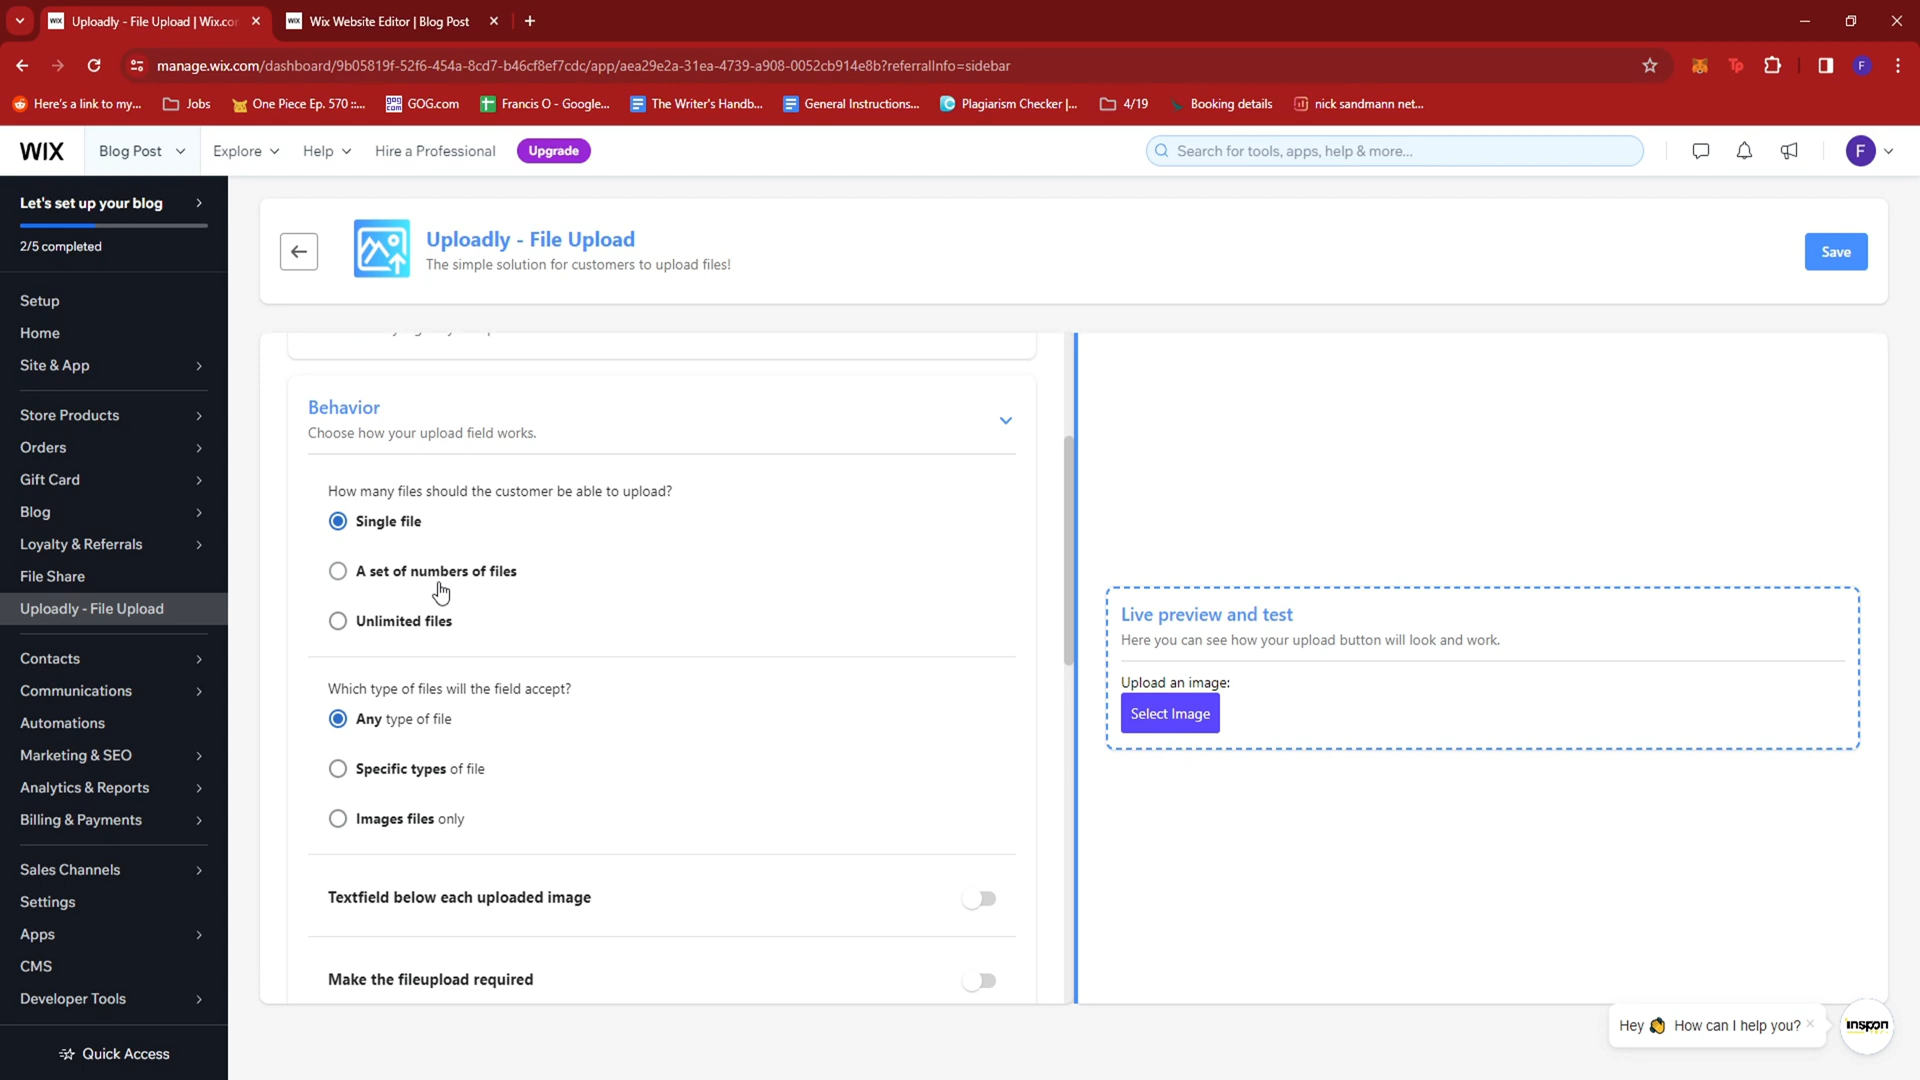 Uploadly - File Upload | Wix.co
Wix Website Editor | Blog Post
manage.wix.com/dashboard/9b05819f-52f6-454a-8cd7-b46cf8ef7cdc/app/aea29e2a-31ea-4739-a908-0052cb914e8b?referralInfo=sidebar
F
Here's a link to my...
Jobs
One Piece Ep. 570 ::...
GOG.com
Francis O - Google...
The Writer's Handb...
General Instructions...
Plagiarism Checker |...
4/19
Booking details
nick sandmann net...
WIX
Blog Post
Explore
Help
Hire a Professional
Upgrade
Search for tools, apps, help & more...
F
Let's set up your blog
2/5 completed
Setup
Home
Site & App
Store Products
Orders
Gift Card
Blog
Loyalty & Referrals
File Share
Uploadly - File Upload
Contacts
Communications
Automations
Marketing & SEO
Analytics & Reports
Billing & Payments
Sales Channels
Settings
Apps
CMS
Developer Tools
Quick Access
Uploadly - File Upload
The simple solution for customers to upload files!
Save
Behavior
Choose how your upload field works.
How many files should the customer be able to upload?
Single file
A set of numbers of files
Unlimited files
Which type of files will the field accept?
Any type of file
Specific types of file
Images files only
Textfield below each uploaded image
Make the fileupload required
Live preview and test
Here you can see how your upload button will look and work.
Upload an image:
Select Image
Hey 👋 How can I help you?
inspon